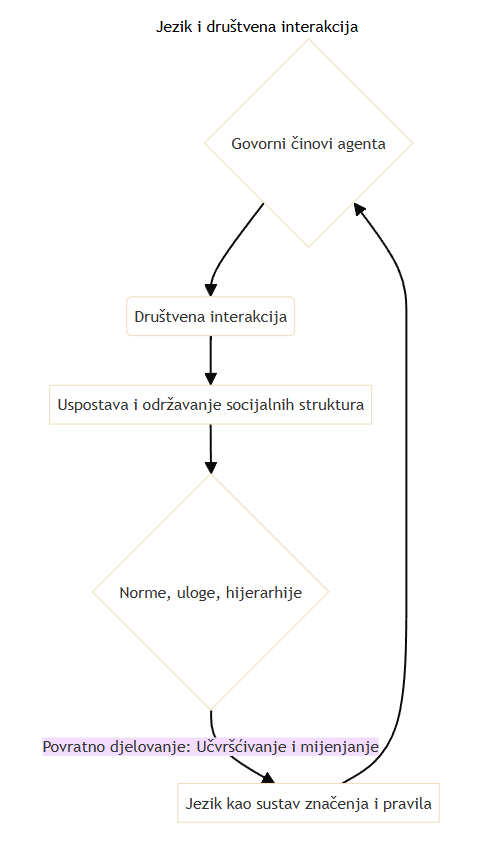 Jezik i društvena interakcija
Govorni činovi agenta
Društvena interakcija
Uspostava i održavanje socijalnih struktura
Norme, uloge, hijerarhije
Povratno djelovanje: Učvršćivanje i mijenjanje
Jezik kao sustav značenja i pravila